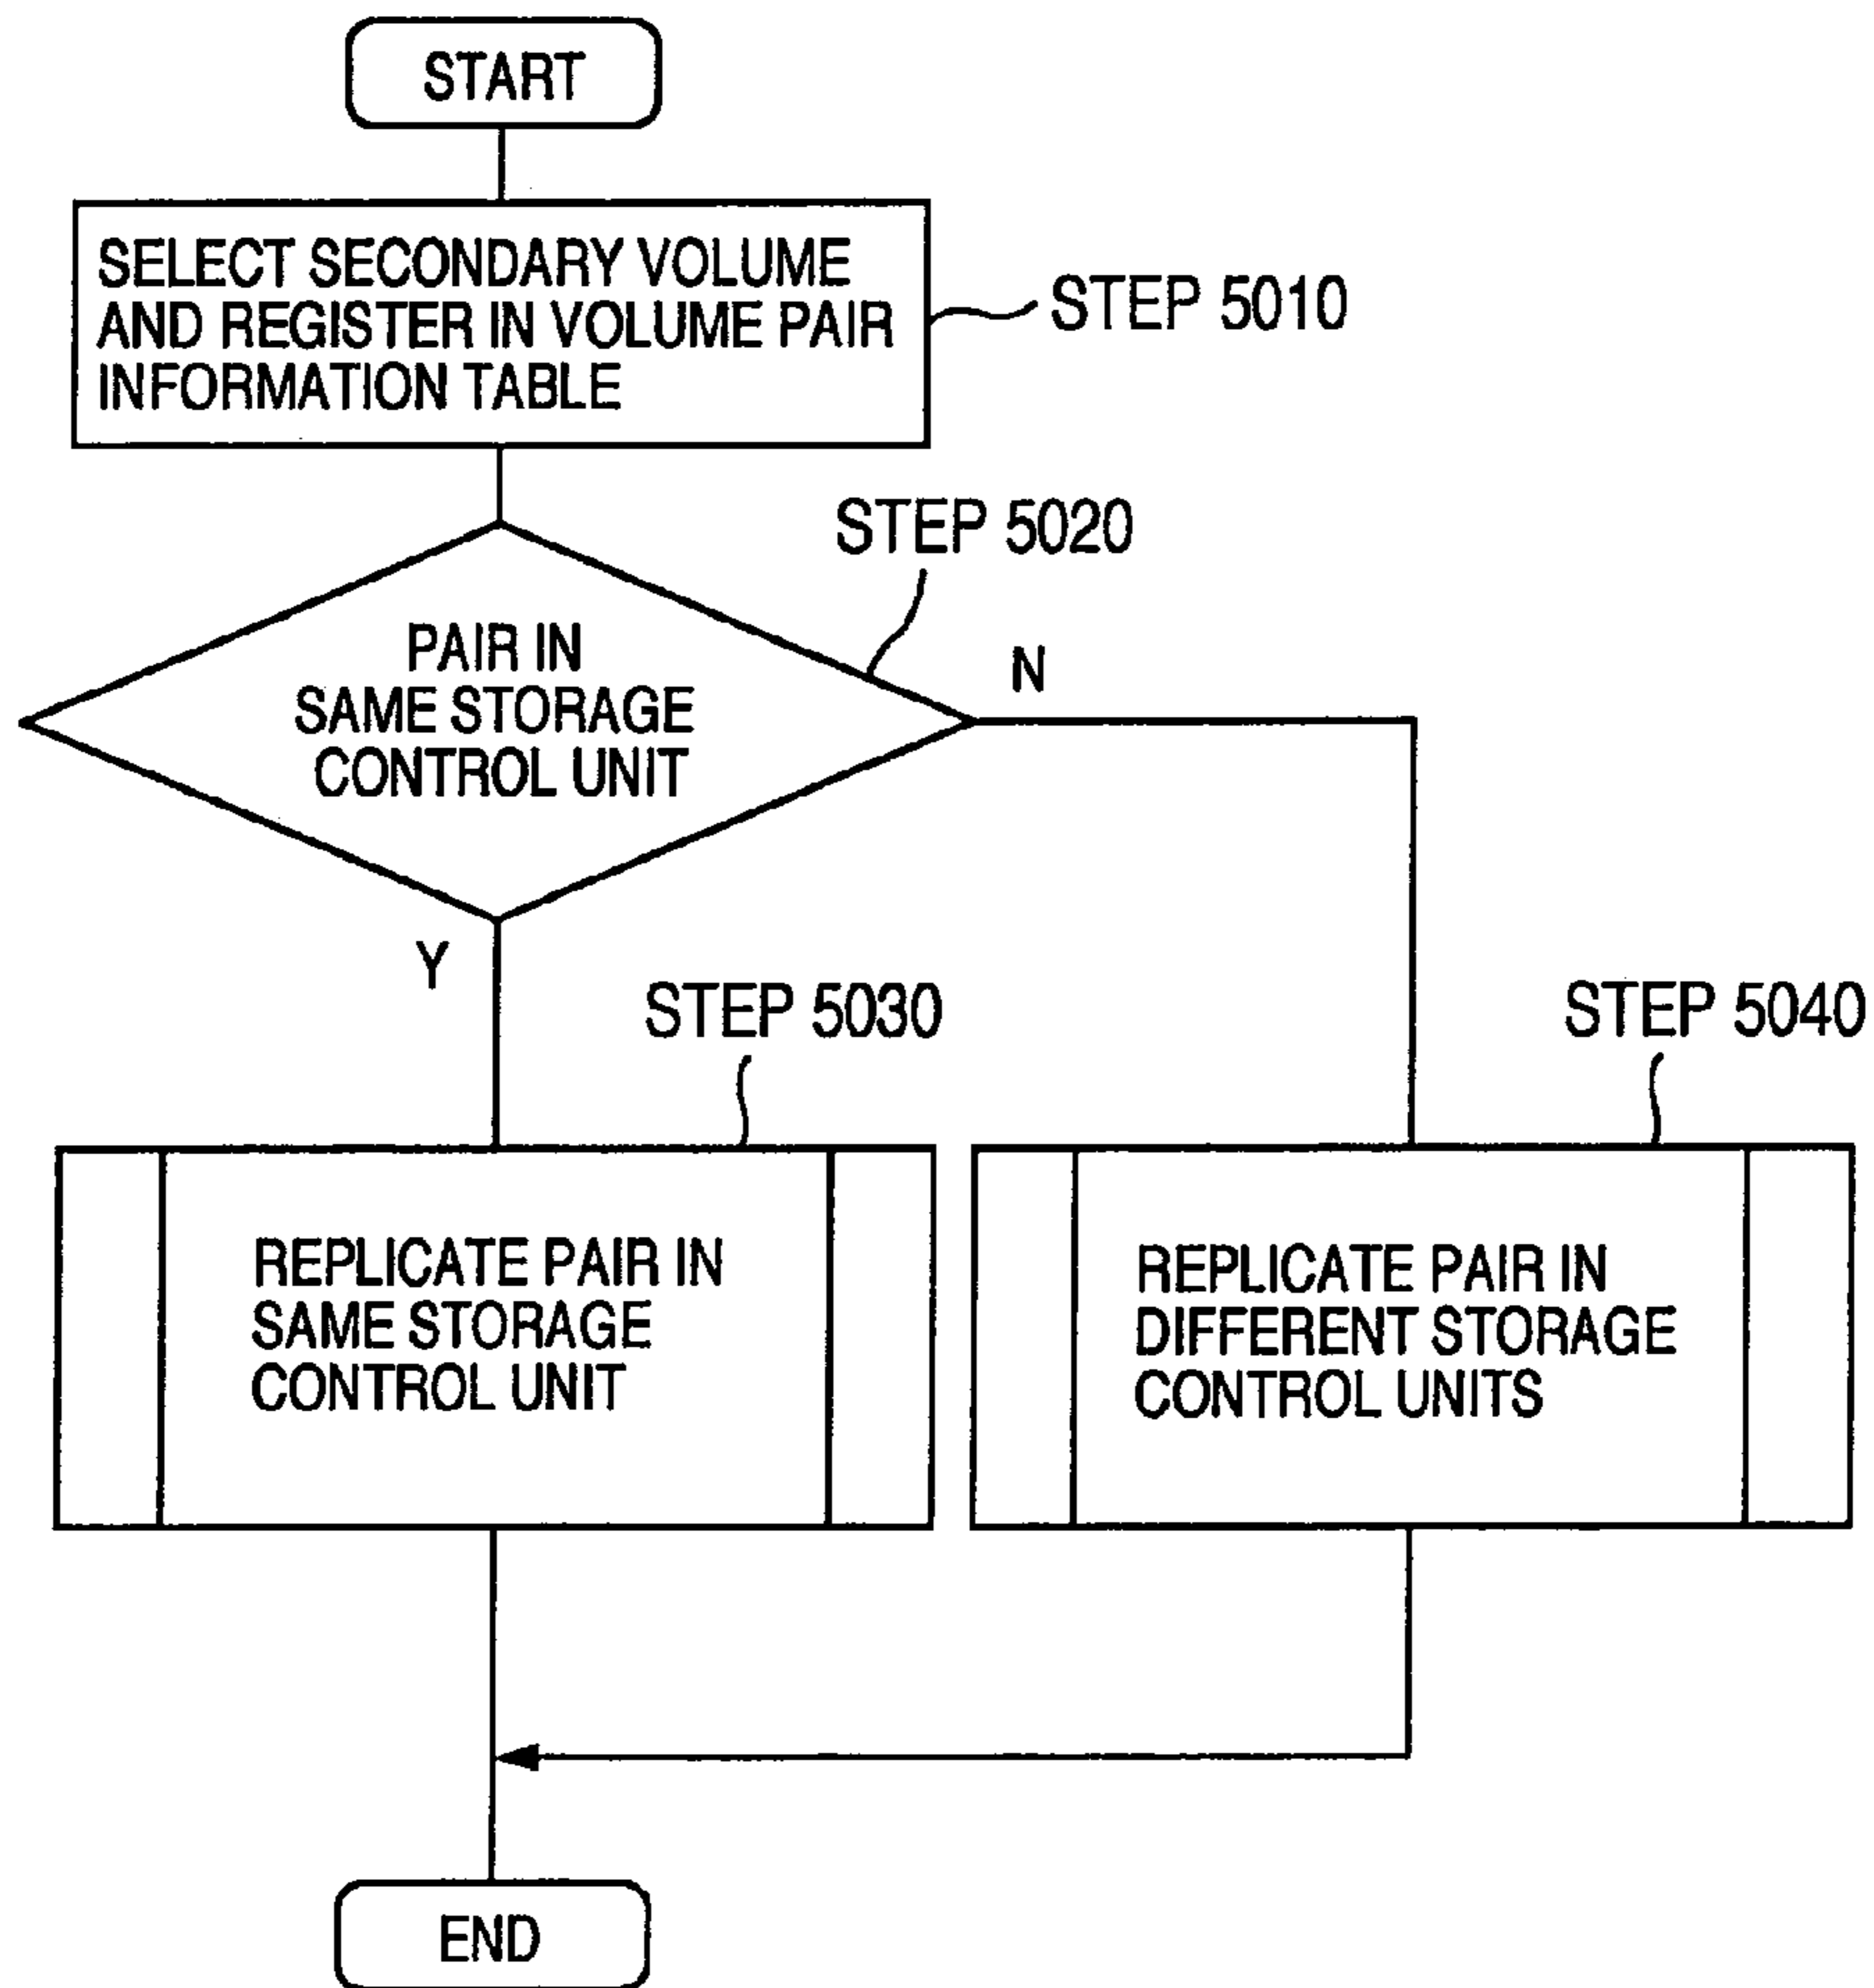 START
SELECT SECONDARY VOLUME
AND REGISTER IN VOLUME PAIR
INFORMATION TABLE
STEP 5010
STEP 5020
PAIR IN
SAME STORAGE
CONTROL UNIT
N
Y
STEP 5030
STEP 5040
REPLICATE PAIR IN
SAME STORAGE
CONTROL UNIT
REPLICATE PAIR IN
DIFFERENT STORAGE
CONTROL UNITS
END